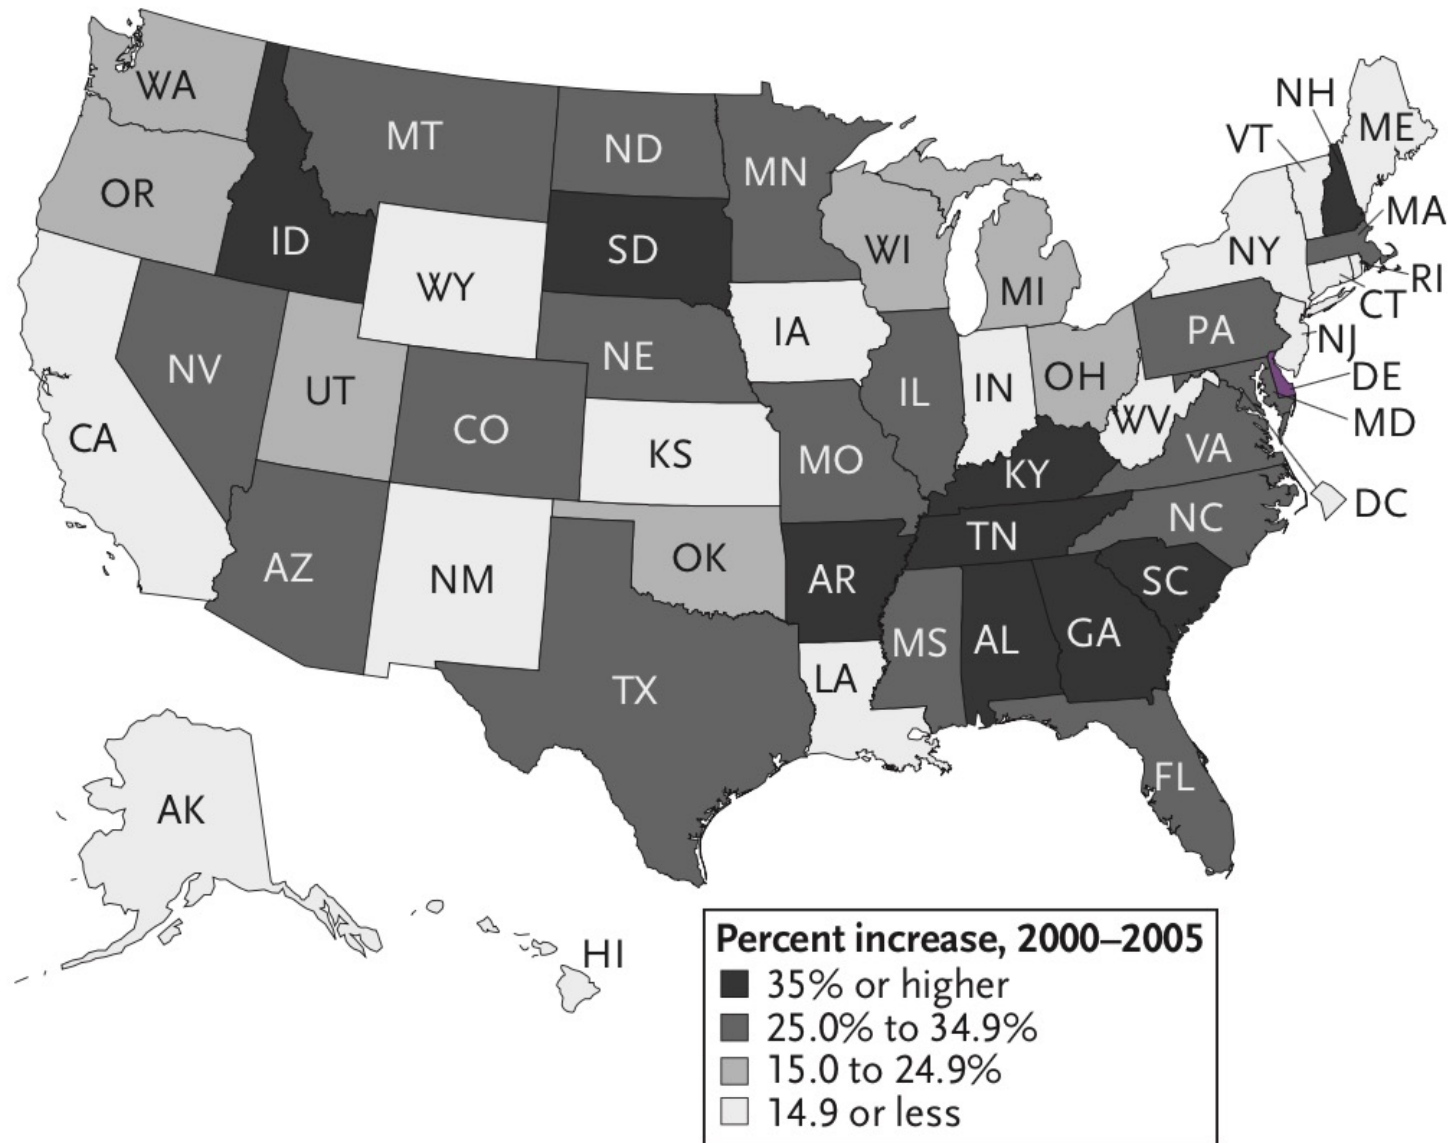 NH
WA
ME
VT
MT
ND
MN
OR
MA
ID
SD
WI
NY
WY
MI
RI
CT
IA
PA
NJ
NV
NE
UT
IL
IN
OH
DE
CO
WV
MD
CA
KS
MO
VA
KY
DC
NC
TN
OK
AZ
NM
AR
SC
MS
AL
GA
LA
TX
FL
AK
HI
Percent increase, 2000–2005
35% or higher
25.0% to 34.9%
15.0 to 24.9%
14.9 or less